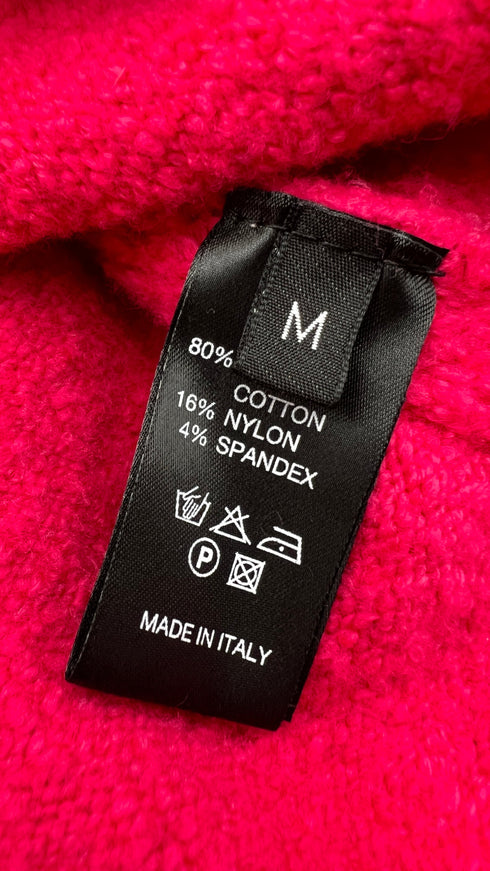 M
80%
COTTON
16% NYLON
4% SPANDEX
P
MADE IN ITALY